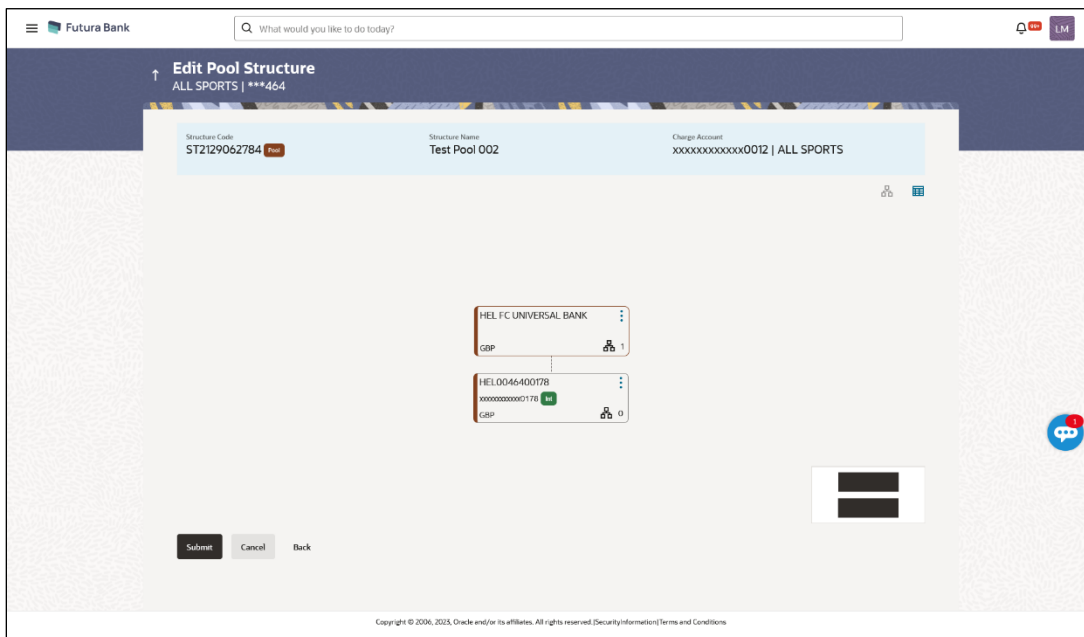 Futura Bank
What would you like to do today?
99+
LM
Edit Pool Structure
ALL SPORTS | ***464
Structure Code
Structure Name
Charge Account
ST2129062784 Pool
Test Pool 002
xxxxxxxxxxxx0012 | ALL SPORTS
HEL FC UNIVERSAL BANK
GBP
1
HEL0046400178
xxxxxxxxxxxx0178 Int
GBP
0
1
Submit
Cancel
Back
Copyright © 2006, 2023, Oracle and/or its affiliates. All rights reserved.|SecurityInformation|Terms and Conditions